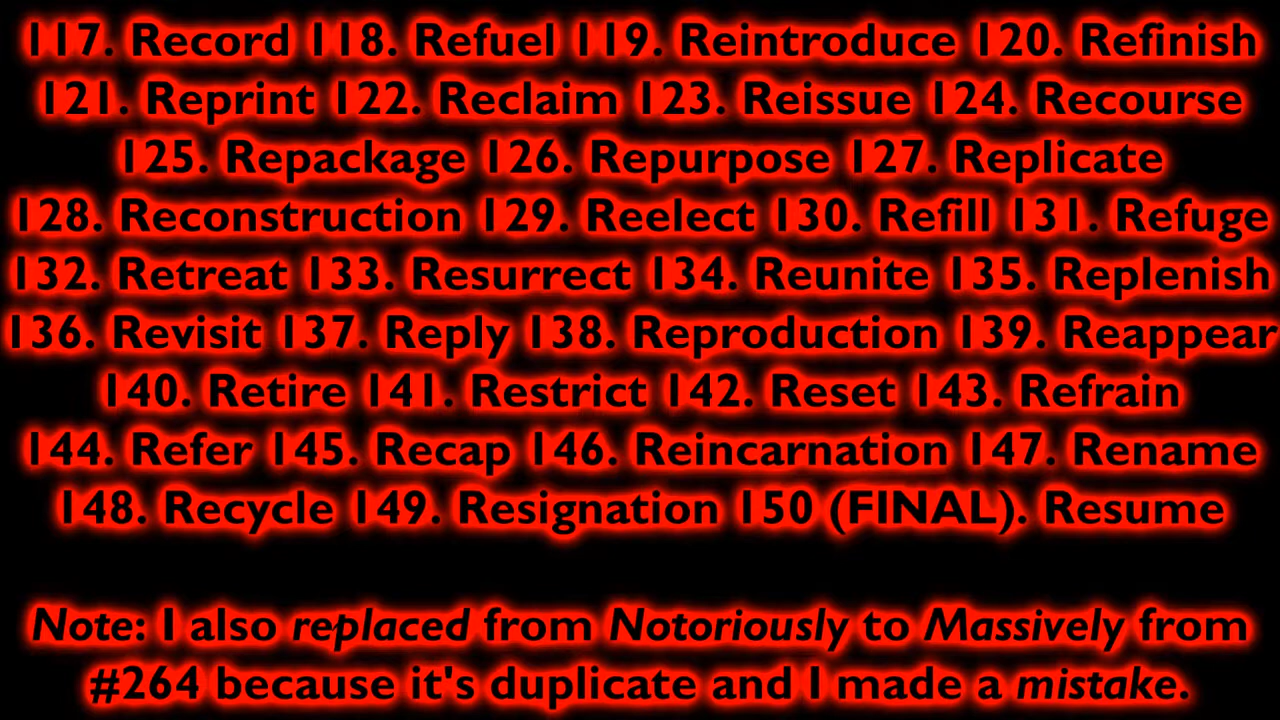 117. Record 118. Refuel 119. Reintroduce 120. Refinish
121. Reprint 122. Reclaim 123. Reissue 124. Recourse
125. Repackage 126. Repurpose 127. Replicate
128. Reconstruction 129. Reelect 130. Refill 131. Refuge
132. Retreat 133. Resurrect 134. Reunite 135. Replenish
136. Revisit 137. Reply 138. Reproduction 139. Reappear
140. Retire 141. Restrict 142. Reset 143. Refrain
144. Refer 145. Recap 146. Reincarnation 147. Rename
148. Recycle 149. Resignation 150 (FINAL). Resume
Note: I also replaced from Notoriously to Massively from
#264 because it's duplicate and I made a mistake.